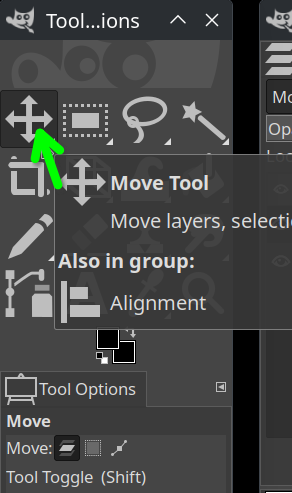 Tool...ions
Mo
Op
Move Tool
Move layers, selecti
Also in group:
Alignment
Tool Options
Move
Move:
Tool Toggle (Shift)